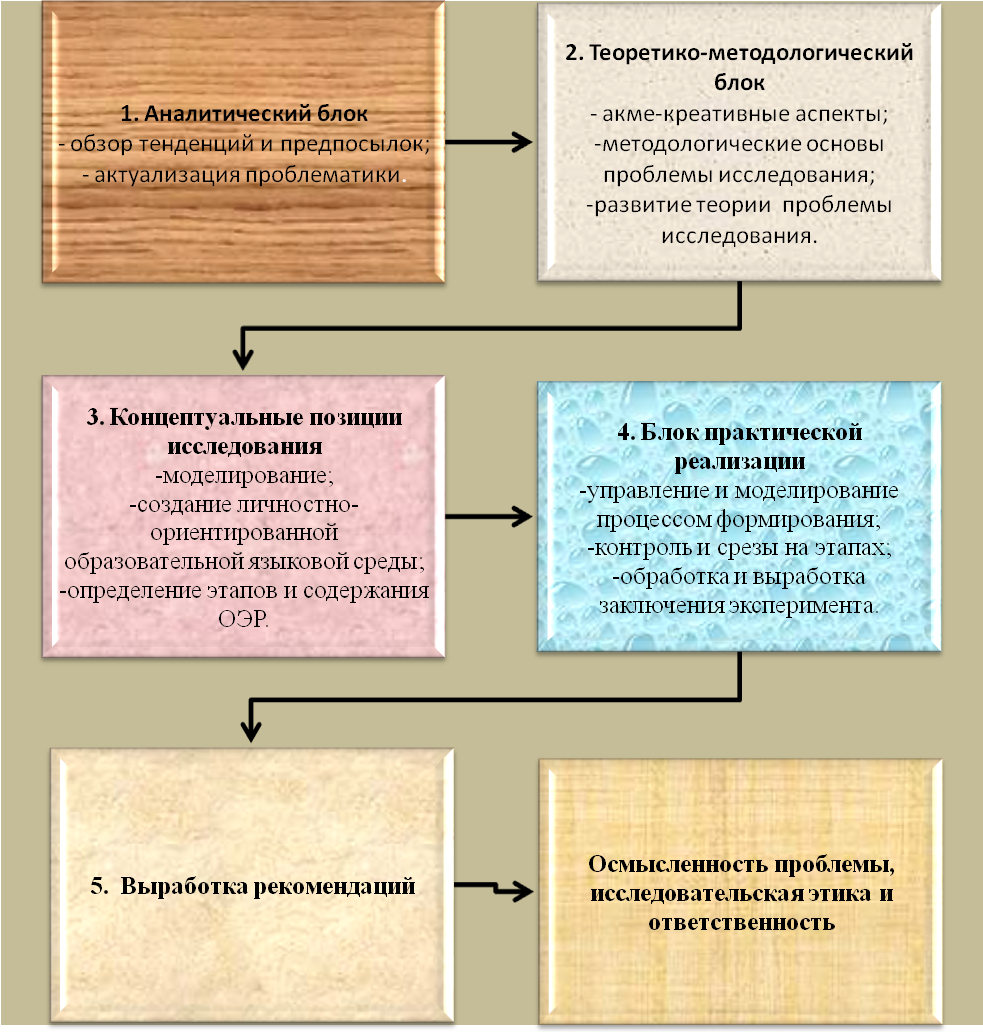 1. Аналитический блок
- обзор тенденций и предпосылок;
- актуализация проблематики.
2. Теоретико-методологический
блок
- акме-креативные аспекты;
-методологические основы
проблемы исследования;
-развитие теории проблемы
исследования.
3. Концептуальные позиции
исследования
-моделирование;
-создание личностно-
ориентированной
образовательной языковой среды;
-определение этапов и содержания
ОЭР.
4. Блок практической
реализации
-управление и моделирование
процессом формирования;
-контроль и срезы на этапах;
-обработка и выработка
заключения эксперимента.
5. Выработка рекомендаций
Осмысленность проблемы,
исследовательская этика и
ответственность